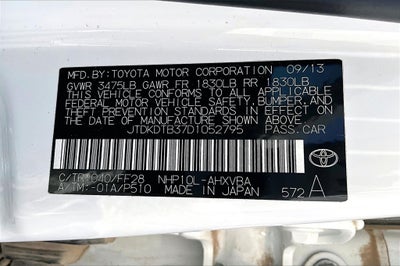 MFD.BY:TOYOTA MOTOR CORPORATION 09/13
GVWR 3475LB GAWR FR 1830LB RR 1830LB
THIS VEHICLE CONFORMS TO ALL APPLICABLE
FEDERAL MOTOR VEHICLE SAFETY, BUMPER, AND
THEFT PREVENTION STANDARDS IN EFFECT ON
THE DATE OF MANUFACTURE SHOWN ABOVE.
JTDKDTB37D1052795 PASS.CAR
C/TR:040/FF28 NHP10L-AHXVBA
A/TM:-01A/P510 MADE IN JAPAN 572 A
TOYOTA